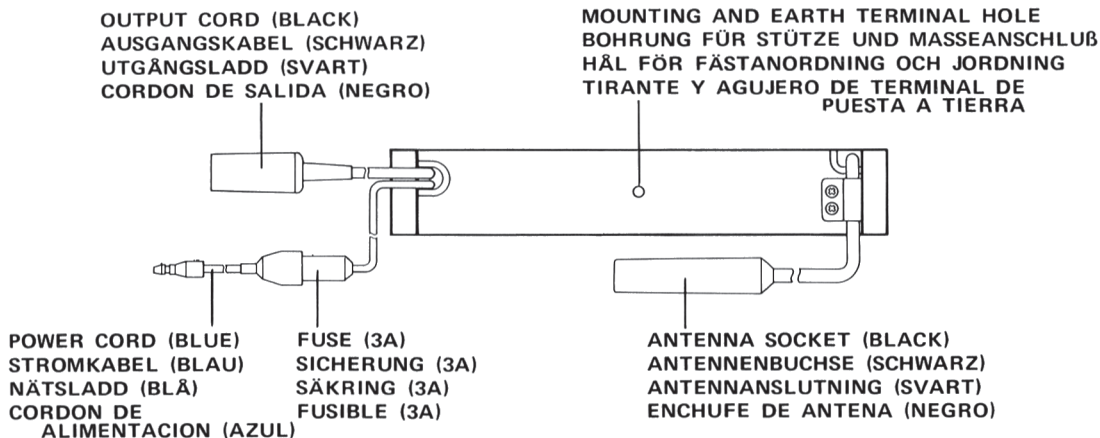 OUTPUT CORD (BLACK)
AUSGANGSKABEL (SCHWARZ)
UTGÅNGSLADD (SVART)
CORDON DE SALIDA (NEGRO)
MOUNTING AND EARTH TERMINAL HOLE
BOHRUNG FÜR STÜTZE UND MASSEANSCHLUß
HÅL FÖR FÄSTANORDNING OCH JORDNING
TIRANTE Y AGUJERO DE TERMINAL DE
PUESTA A TIERRA
POWER CORD (BLUE)
STROMKABEL (BLAU)
NÄTSLADD (BLÅ)
CORDON DE
ALIMENTACION (AZUL)
FUSE (3A)
SICHERUNG (3A)
SÄKRING (3A)
FUSIBLE (3A)
ANTENNA SOCKET (BLACK)
ANTENNENBUCHSE (SCHWARZ)
ANTENNANSLUTNING (SVART)
ENCHUFE DE ANTENA (NEGRO)